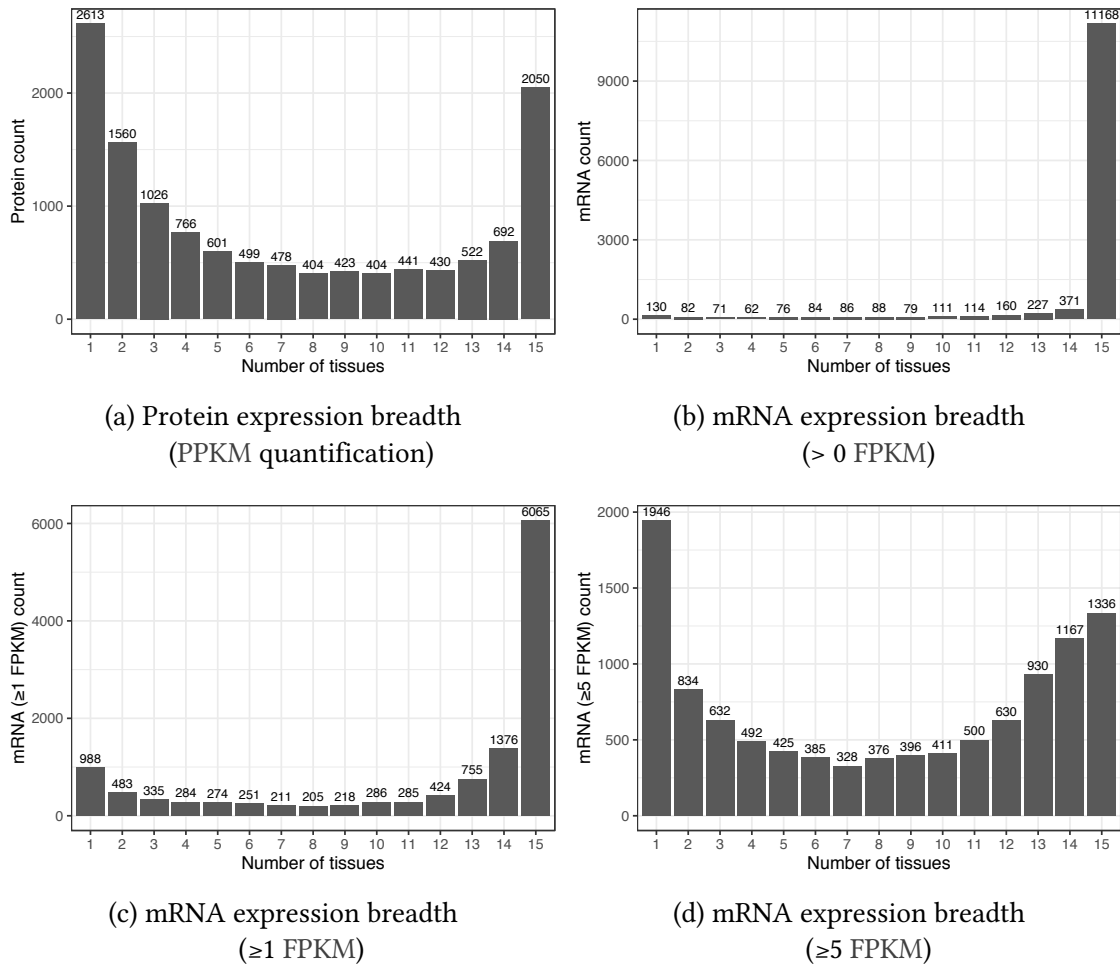 2613
1560
1026
766
601
499
478
404
423
404
441
430
522
692
2050
2000
1000
0
Protein count
1 2 3 4 5 6 7 8 9 10 11 12 13 14 15
Number of tissues
(a) Protein expression breadth
(PPKM quantification)
11168
130 82 71 62 76 84 86 88 79 111 114 160 227 371
9000
6000
3000
0
mRNA count
1 2 3 4 5 6 7 8 9 10 11 12 13 14 15
Number of tissues
(b) mRNA expression breadth
(> 0 FPKM)
988
483
335
284
274
251
211
205
218
286
285
424
755
1376
6065
6000
4000
2000
0
mRNA (≥1 FPKM) count
1 2 3 4 5 6 7 8 9 10 11 12 13 14 15
Number of tissues
(c) mRNA expression breadth
(≥1 FPKM)
1946
834
632
492
425
385
328
376
396
411
500
630
930
1167
1336
2000
1500
1000
500
0
mRNA (≥5 FPKM) count
1 2 3 4 5 6 7 8 9 10 11 12 13 14 15
Number of tissues
(d) mRNA expression breadth
(≥5 FPKM)